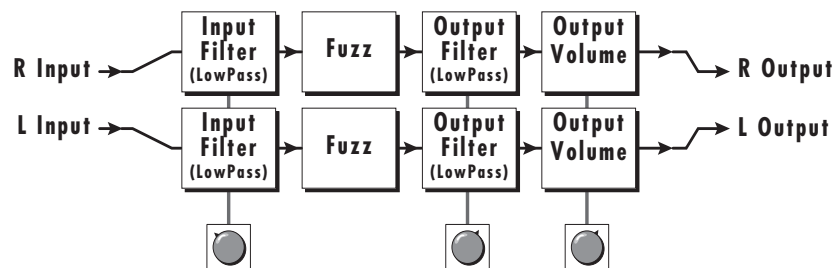 R Input
Input
Filter
(LowPass)
Fuzz
Output
Filter
(LowPass)
Output
Volume
R Output
L Input
Input
Filter
(LowPass)
Fuzz
Output
Filter
(LowPass)
Output
Volume
L Output